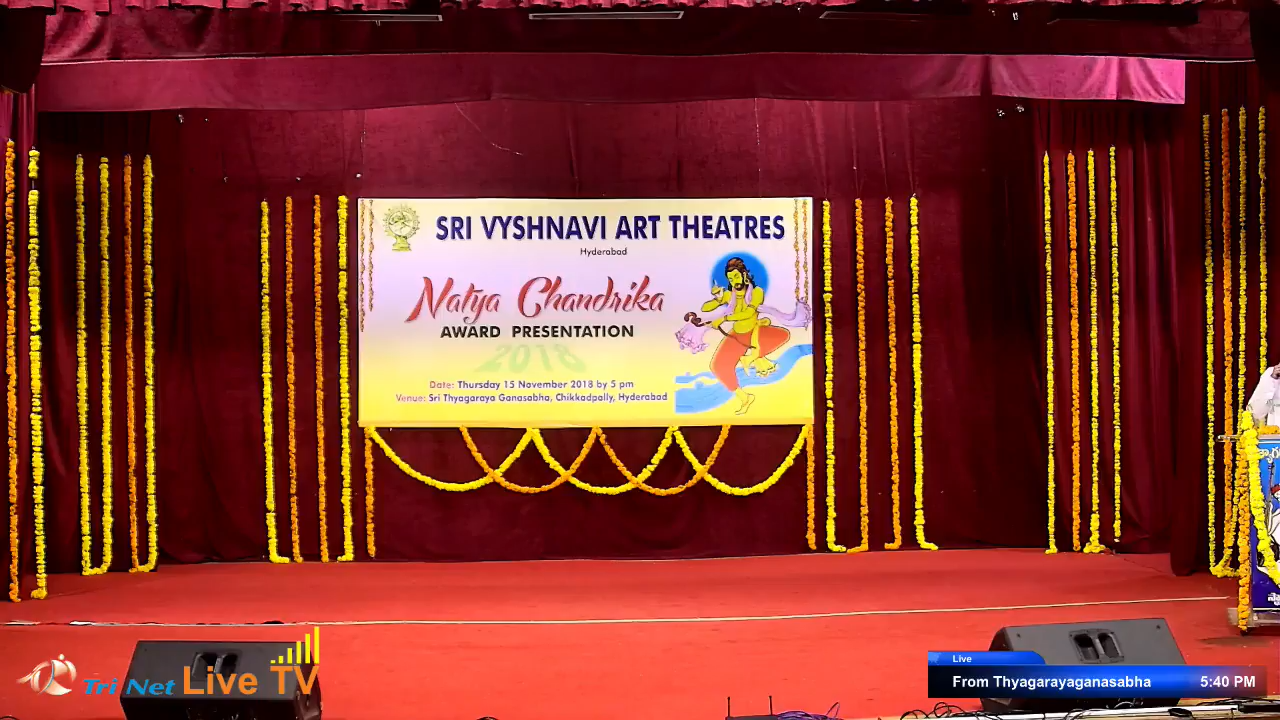 SRI VYSHNAVI ART THEATRES
Hyderabad
Natya Chandrika
AWARD PRESENTATION
2018
Date: Thursday 15 November 2018 by 5 pm
Venue: Sri Thyagaraya Ganasabha, Chikkadpally, Hyderabad
Tri Net Live TV
Live
From Thyagarayaganasabha 5:40 PM